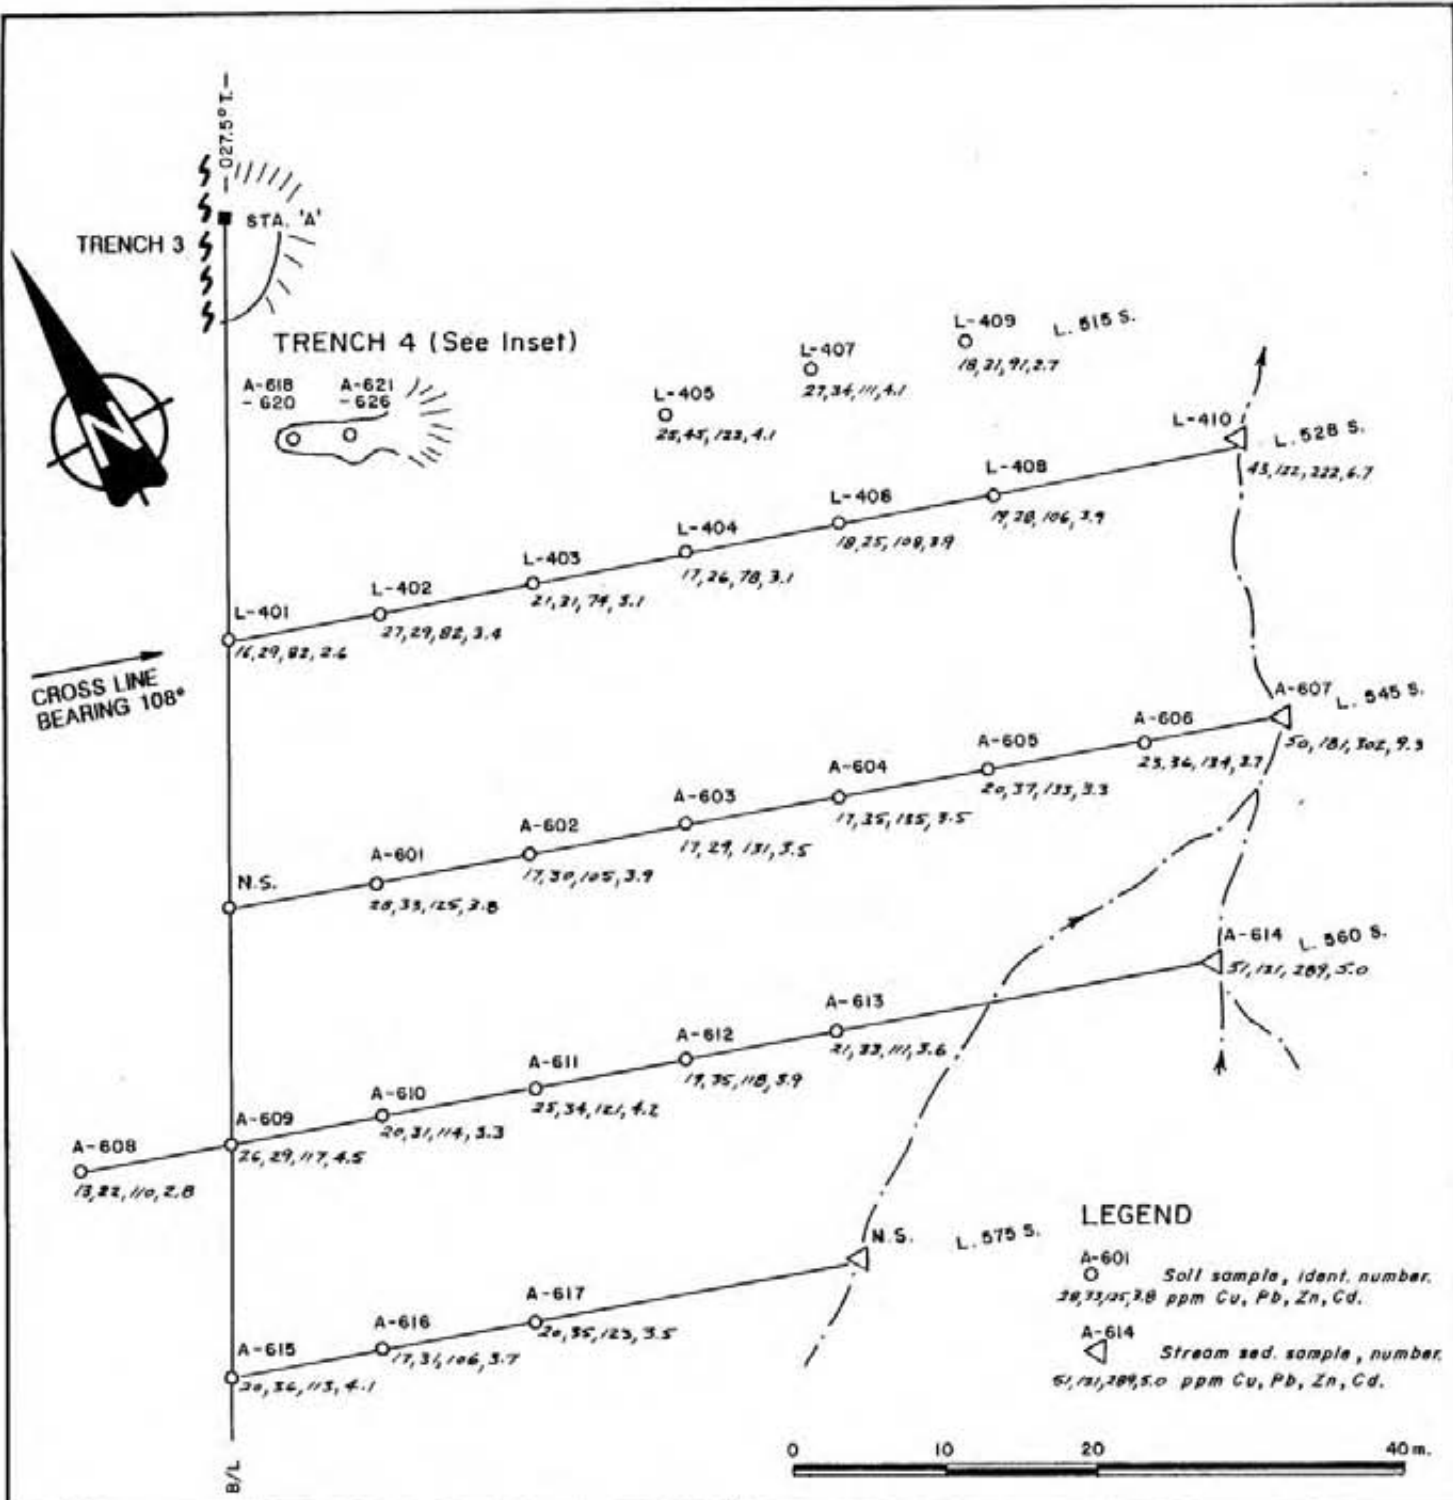 — 027.5° T. —
STA. 'A'
TRENCH 3
TRENCH 4 (See Inset)
A-618
-620
A-621
-626
L-405
25,45,122,4.1
L-407
27,34,111,4.1
L-409
18,21,91,2.7
L. 515 S.
L-410
43,122,222,6.7
L. 528 S.
L-408
19,28,106,3.9
L-406
18,25,108,3.9
L-404
17,26,78,3.1
L-403
21,21,74,3.1
L-402
27,29,82,3.4
L-401
16,29,82,2.6
CROSS LINE
BEARING 108°
N
A-607
50,181,302,9.3
L. 545 S.
A-606
23,36,134,3.7
A-605
20,37,133,3.3
A-604
17,35,135,3.5
A-603
17,29,131,3.5
A-602
17,30,105,3.9
A-601
28,33,125,3.8
N.S.
A-614
51,121,289,5.0
L. 560 S.
A-613
21,33,111,3.6
A-612
19,35,118,3.9
A-611
25,34,121,4.2
A-610
20,31,114,3.3
A-609
26,29,117,4.5
A-608
13,22,110,2.8
N.S.
L. 575 S.
A-617
20,35,123,3.5
A-616
17,31,106,3.7
A-615
20,36,113,4.1
B/L
LEGEND
A-601
Soil sample, ident. number.
28,33,125,3.8 ppm Cu, Pb, Zn, Cd.
A-614
Stream sed. sample, number.
51,121,289,5.0 ppm Cu, Pb, Zn, Cd.
0 10 20 40 m.